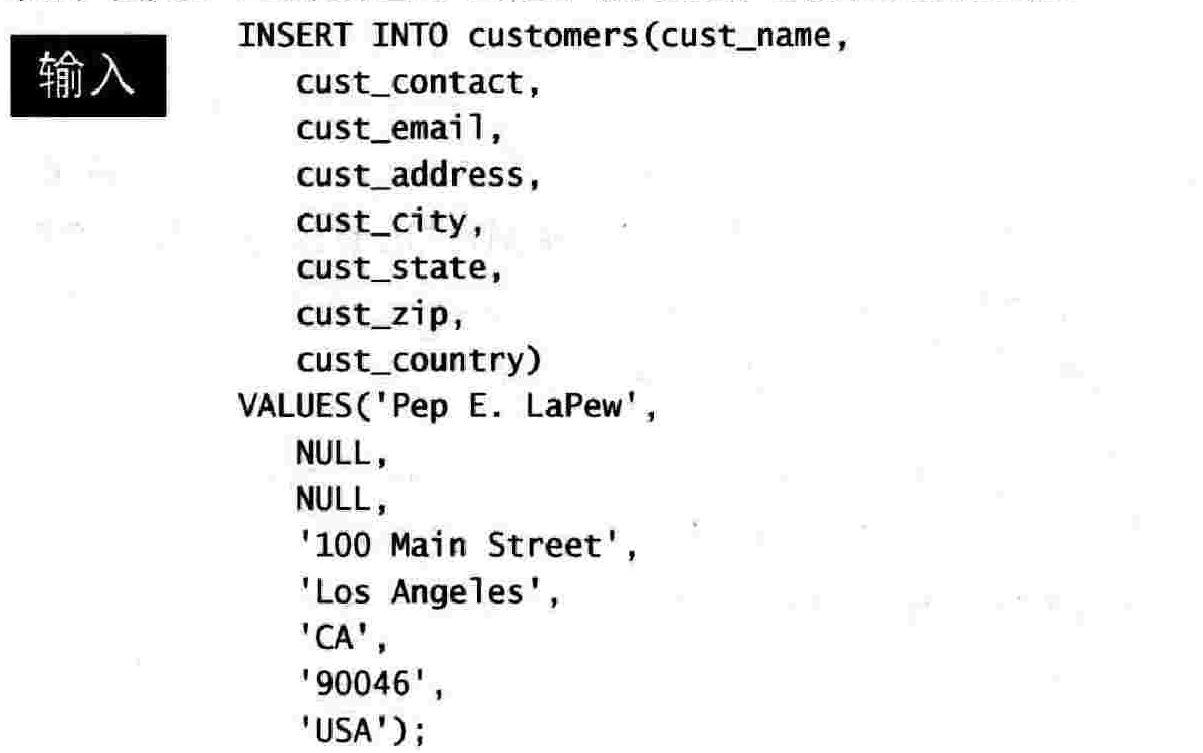 输入
INSERT INTO customers(cust_name,
cust_contact,
cust_email,
cust_address,
cust_city,
cust_state,
cust_zip,
cust_country)
VALUES('Pep E. LaPew',
NULL,
NULL,
'100 Main Street',
'Los Angeles',
'CA',
'90046',
'USA');